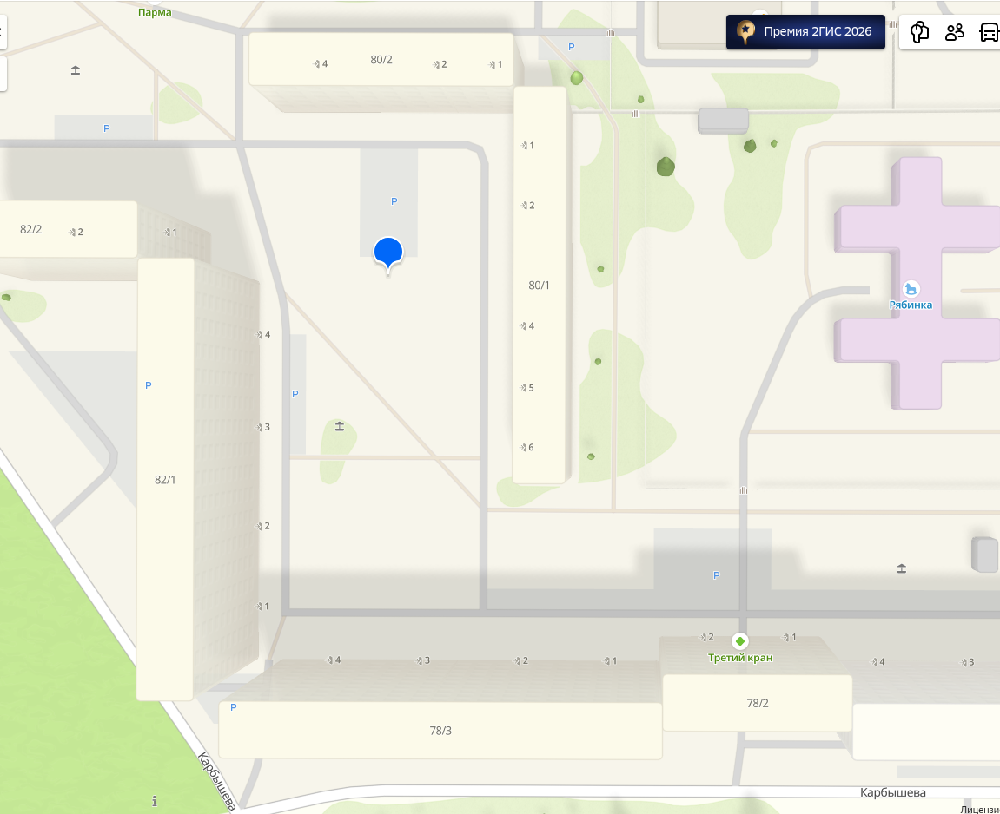 Парма
Премия 2ГИС 2026
P
80/2
4
2
1
P
1
P
2
82/2
2
1
80/1
Рябинка
4
4
P
P
5
3
6
82/1
2
P
1
2
1
Третий кран
4
3
2
1
4
3
P
78/2
78/3
Карбышева
Карбышева
Лицензи